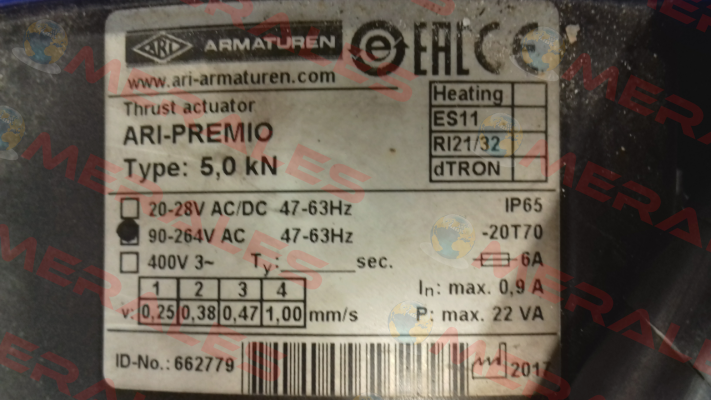 ARI ARMATUREN
e EAC CE
www.ari-armaturen.com
Thrust actuator
ARI-PREMIO
Type: 5,0 kN
Heating
ES11
RI21/32
dTRON
20-28V AC/DC 47-63Hz IP65
90-264V AC 47-63Hz -20T70
400V 3~ Ty:______sec. 6A
1 2 3 4 In: max. 0,9 A
v: 0,25 0,38 0,47 1,00 mm/s P: max. 22 VA
ID-No.: 662779 2017
MERALES